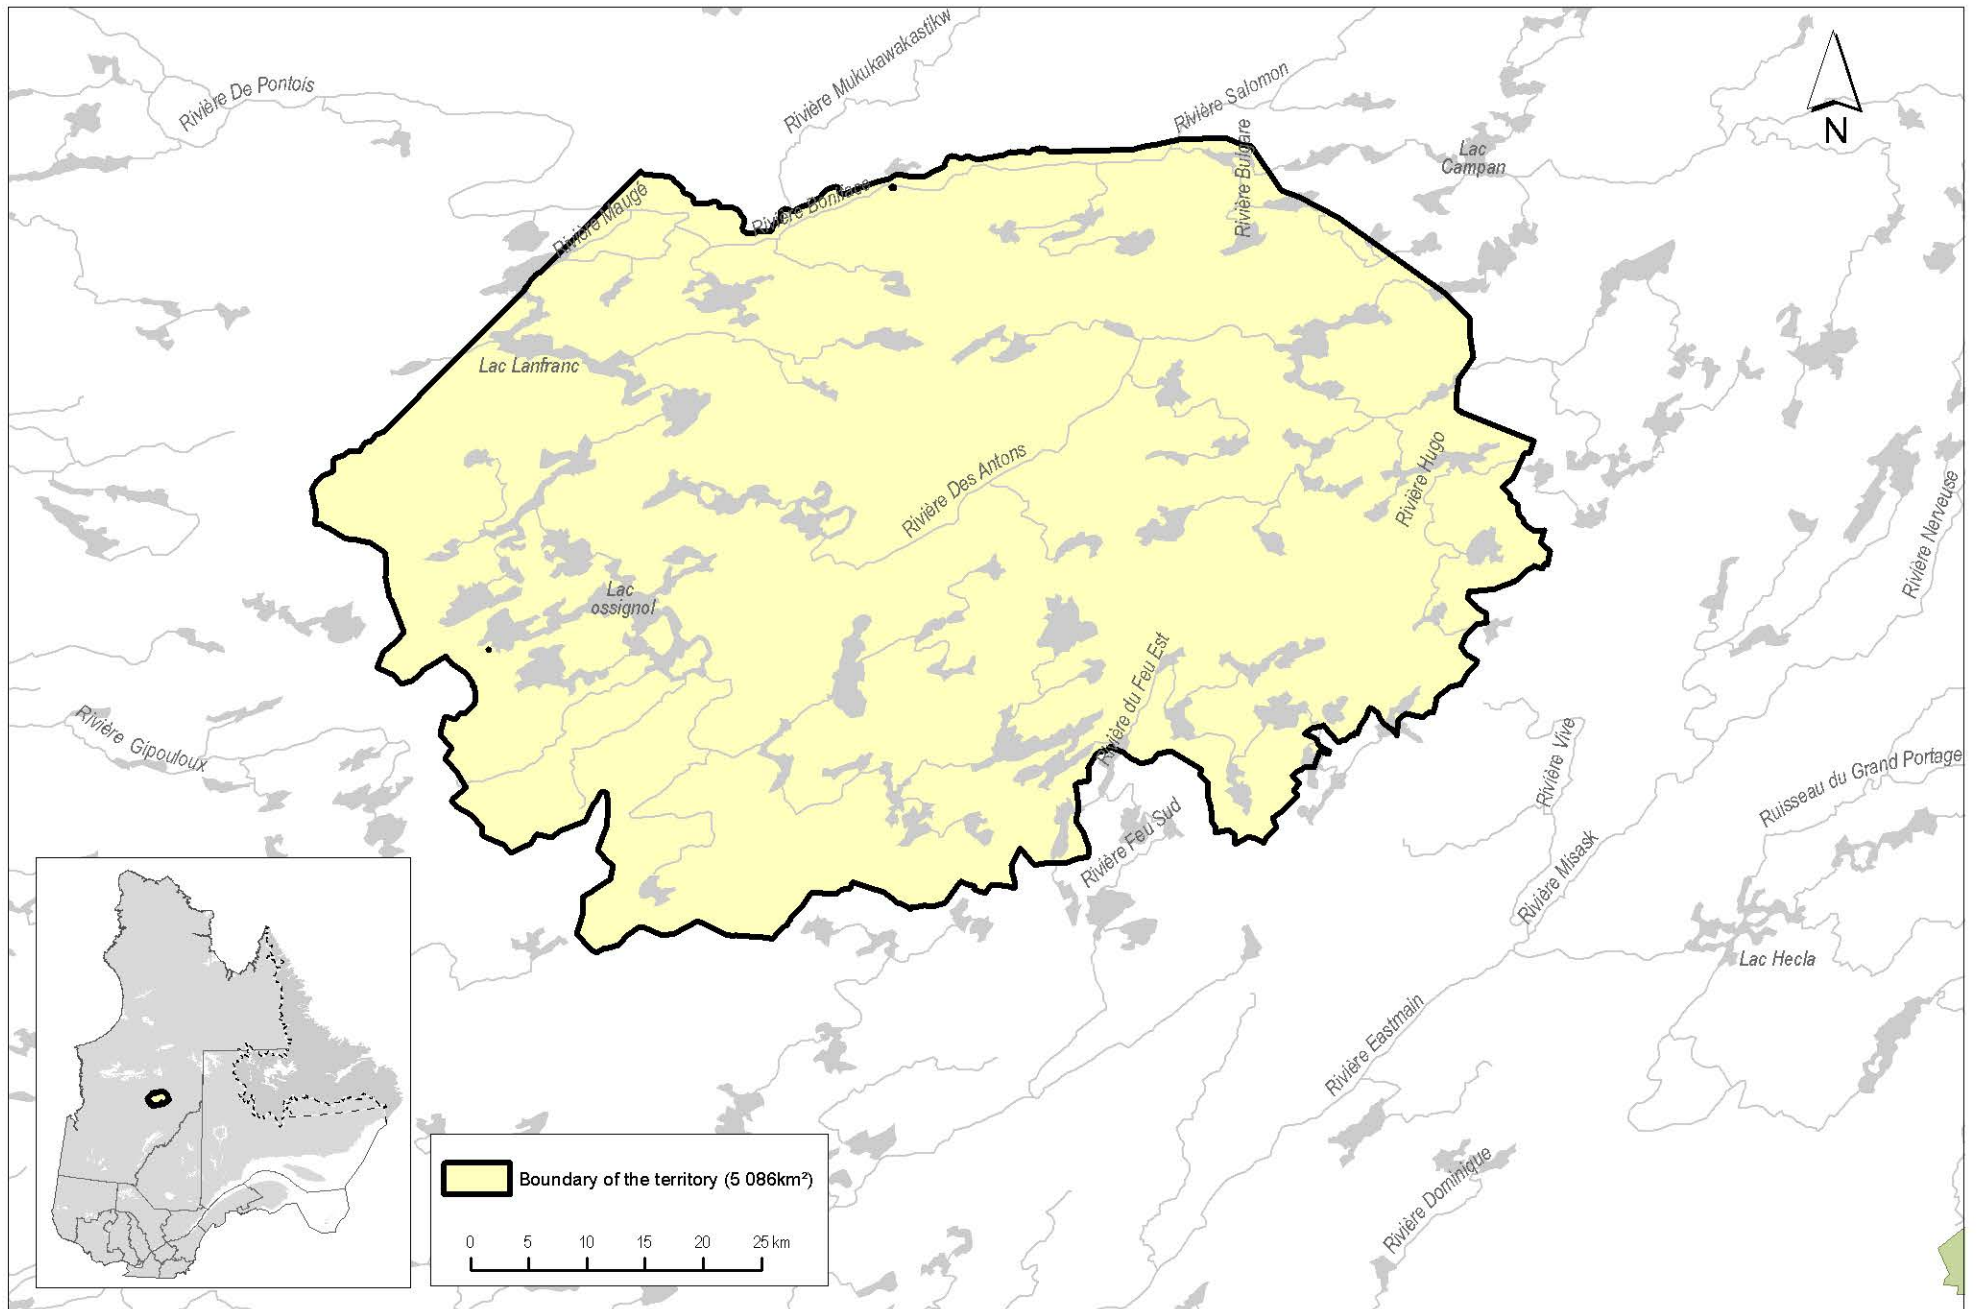 Rivière De Pontois
Rivière Mukukawakastikw
Rivière Salomon
N
Rivière Bulgare
Lac
Campan
Rivière Maugé
Rivière Boniface
Lac Lanfranc
Rivière Des Antons
Rivière Hugo
Rivière Nerveuse
Lac
ossignol
Rivière du Feu Est
Rivière Gipouloux
Rivière Vive
Ruisseau du Grand Portage
Rivière Feu Sud
Rivière Misask
Lac Hecla
Rivière Eastmain
Rivière Dominique
Boundary of the territory (5 086km²)
0 5 10 15 20 25 km